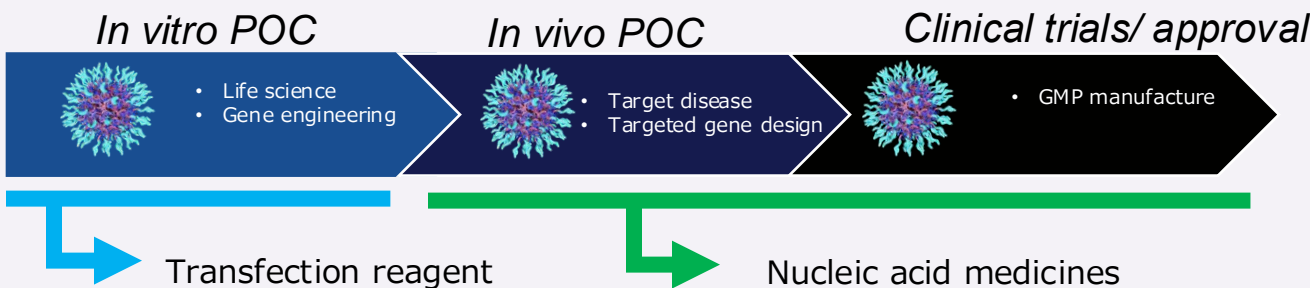 In vitro POC
In vivo POC
Clinical trials/ approval
• Life science
• Gene engineering
• Target disease
• Targeted gene design
• GMP manufacture
Transfection reagent
Nucleic acid medicines